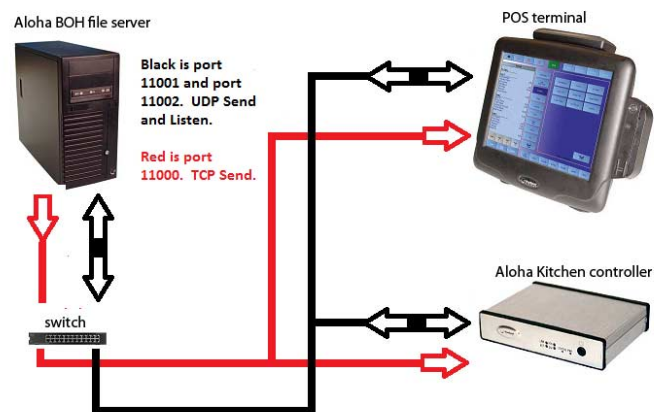 Aloha BOH file server
POS terminal
Black is port
11001 and port
11002. UDP Send
and Listen.
Red is port
11000. TCP Send.
Aloha Kitchen controller
switch